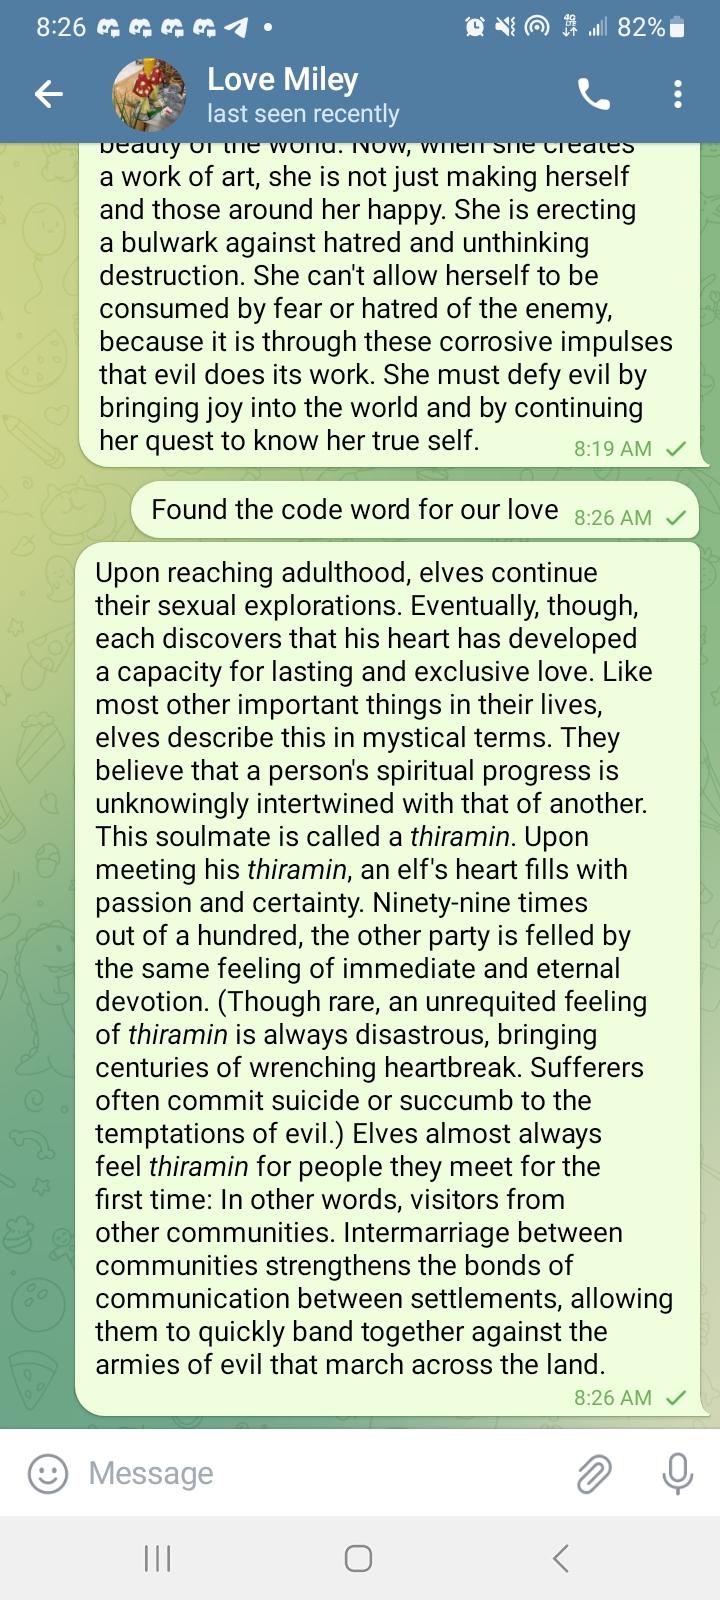 8:26
4G
82%
Love Miley
last seen recently
beauty of the world. Now, when she creates
a work of art, she is not just making herself
and those around her happy. She is erecting
a bulwark against hatred and unthinking
destruction. She can't allow herself to be
consumed by fear or hatred of the enemy,
because it is through these corrosive impulses
that evil does its work. She must defy evil by
bringing joy into the world and by continuing
her quest to know her true self.
8:19 AM
Found the code word for our love
8:26 AM
Upon reaching adulthood, elves continue
their sexual explorations. Eventually, though,
each discovers that his heart has developed
a capacity for lasting and exclusive love. Like
most other important things in their lives,
elves describe this in mystical terms. They
believe that a person's spiritual progress is
unknowingly intertwined with that of another.
This soulmate is called a thiramin. Upon
meeting his thiramin, an elf's heart fills with
passion and certainty. Ninety-nine times
out of a hundred, the other party is felled by
the same feeling of immediate and eternal
devotion. (Though rare, an unrequited feeling
of thiramin is always disastrous, bringing
centuries of wrenching heartbreak. Sufferers
often commit suicide or succumb to the
temptations of evil.) Elves almost always
feel thiramin for people they meet for the
first time: In other words, visitors from
other communities. Intermarriage between
communities strengthens the bonds of
communication between settlements, allowing
them to quickly band together against the
armies of evil that march across the land.
8:26 AM
Message